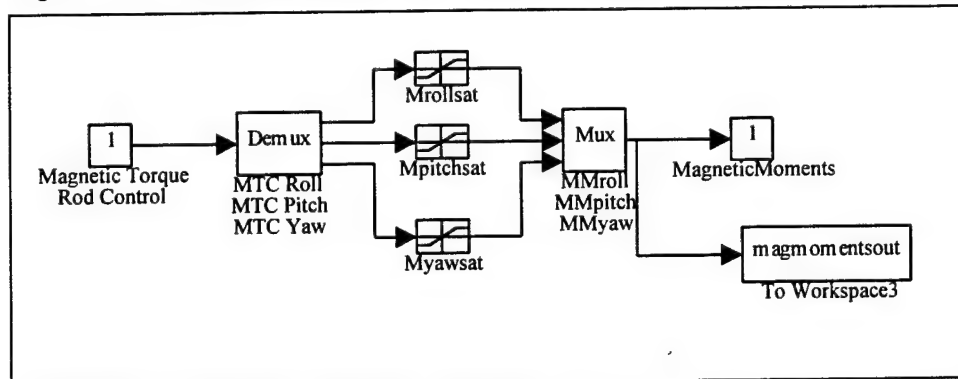 Mrollsat
1
Magnetic Torque
Rod Control
Demux
MTC Roll
MTC Pitch
MTC Yaw
Mpitchsat
Myawsat
Mux
MMroll
MMpitch
MMyaw
1
MagneticMoments
magmomentsout
To Workspace3